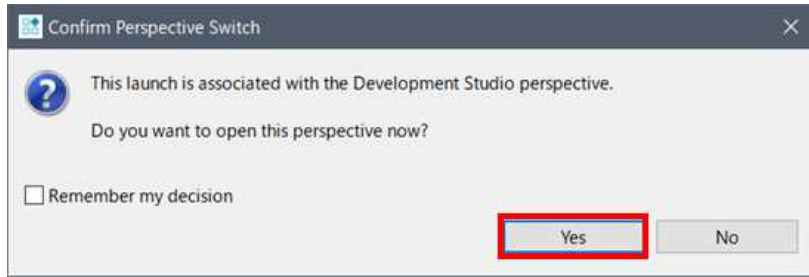 Confirm Perspective Switch
This launch is associated with the Development Studio perspective.
Do you want to open this perspective now?
Remember my decision
Yes No